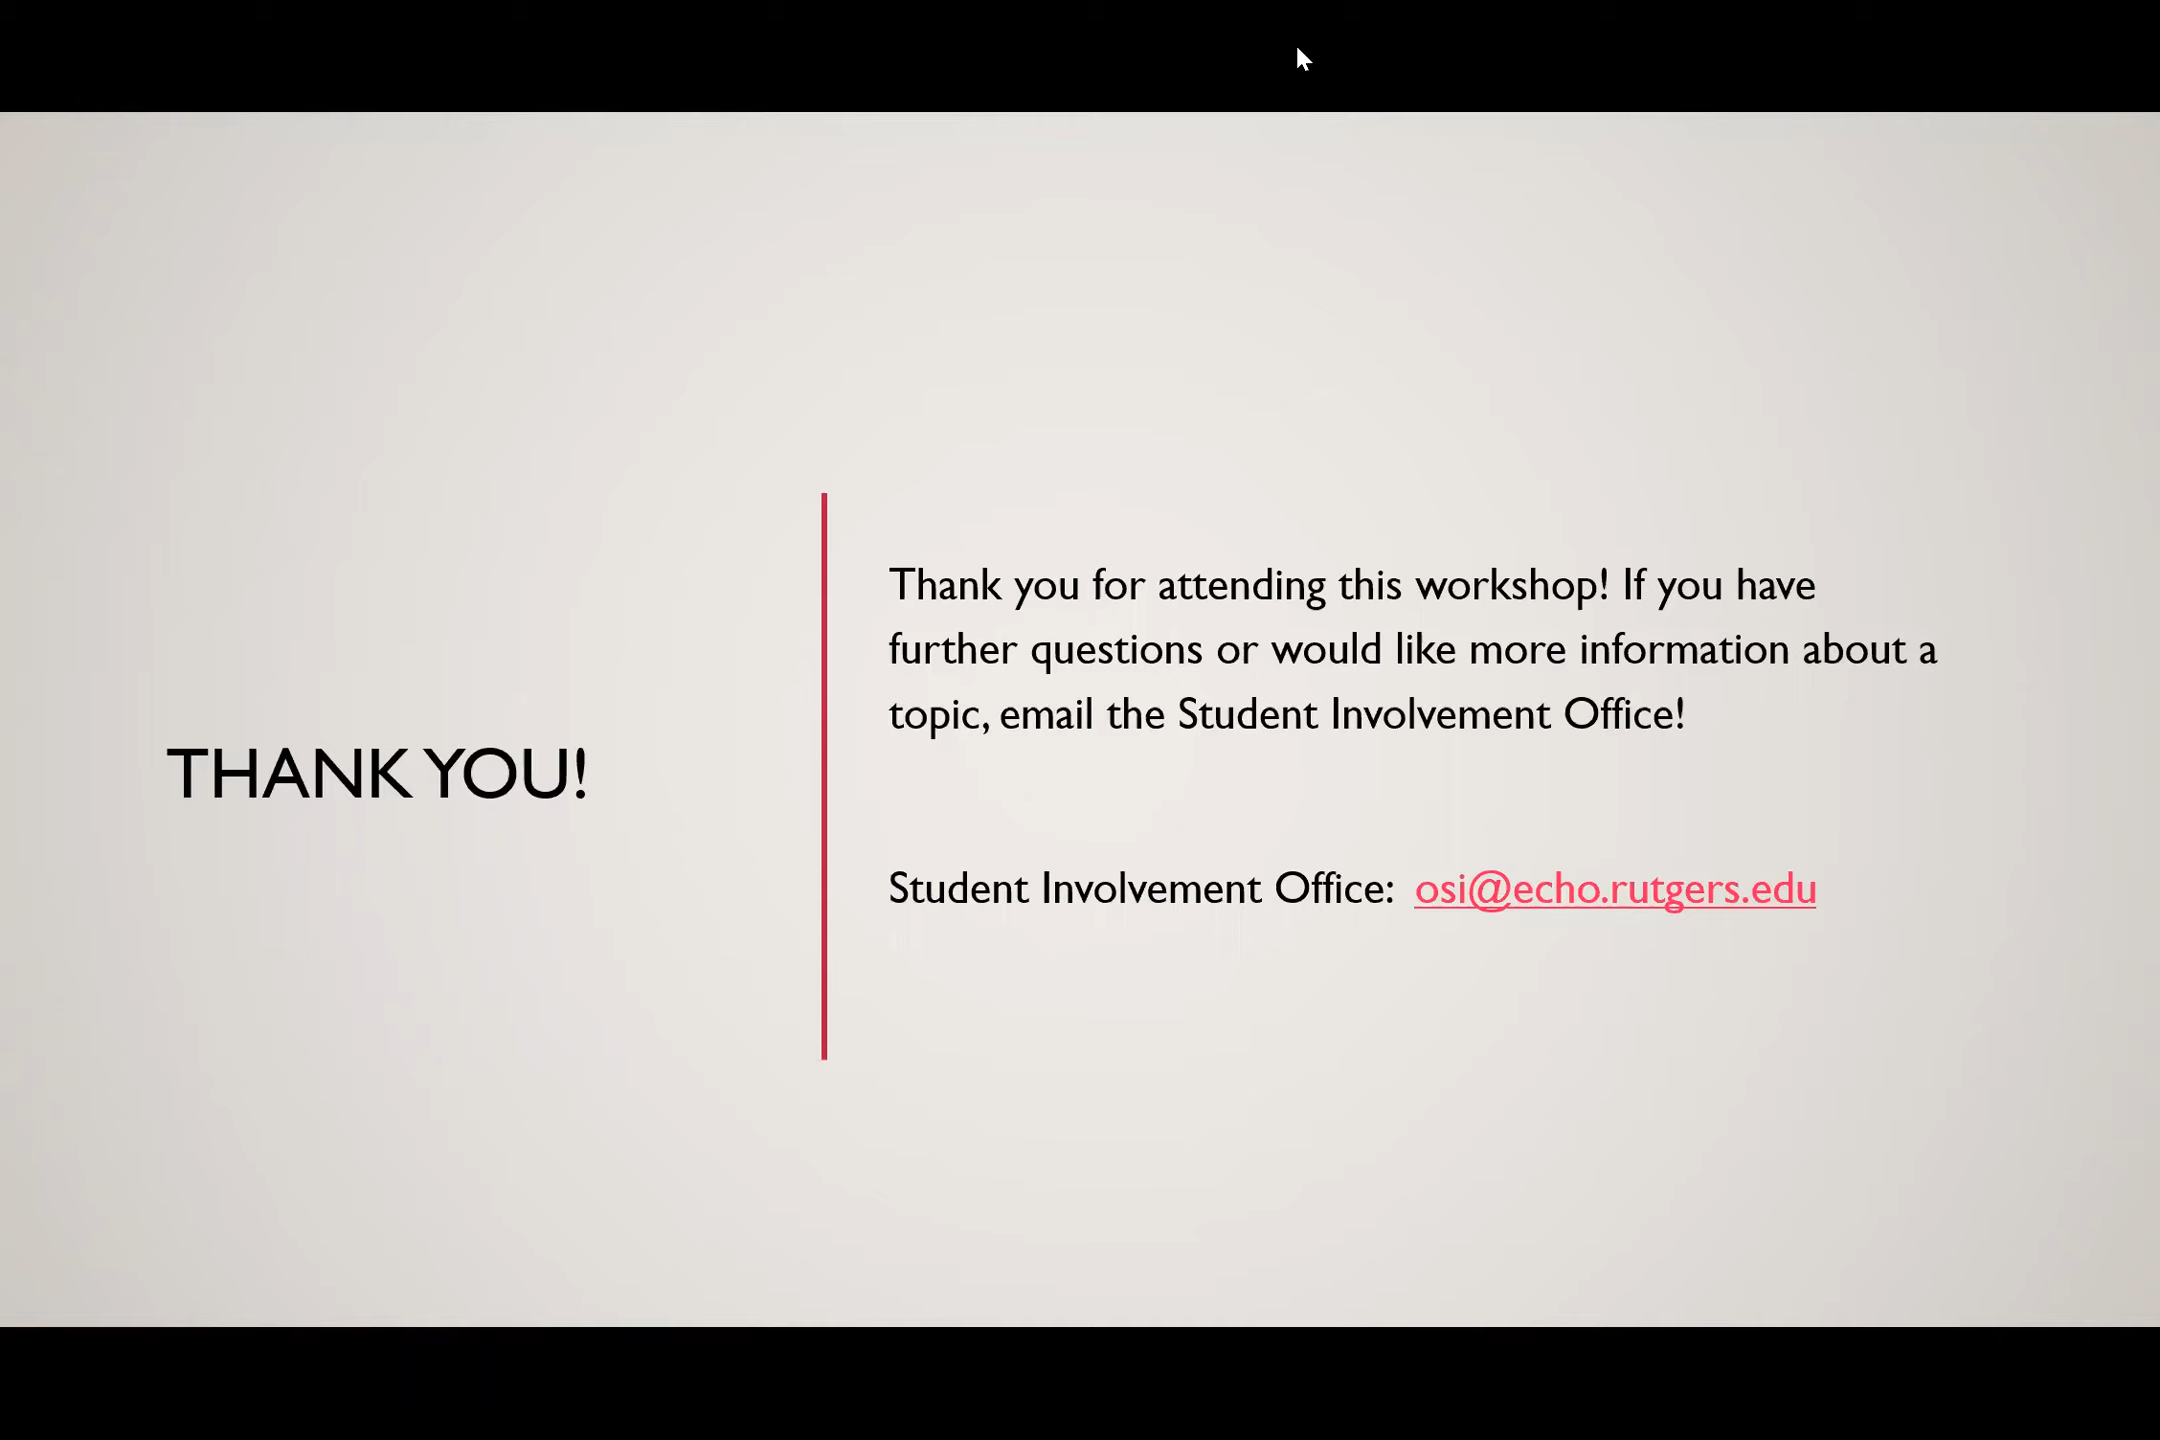 THANK YOU!
Thank you for attending this workshop! If you have
further questions or would like more information about a
topic, email the Student Involvement Office!
Student Involvement Office: osi@echo.rutgers.edu